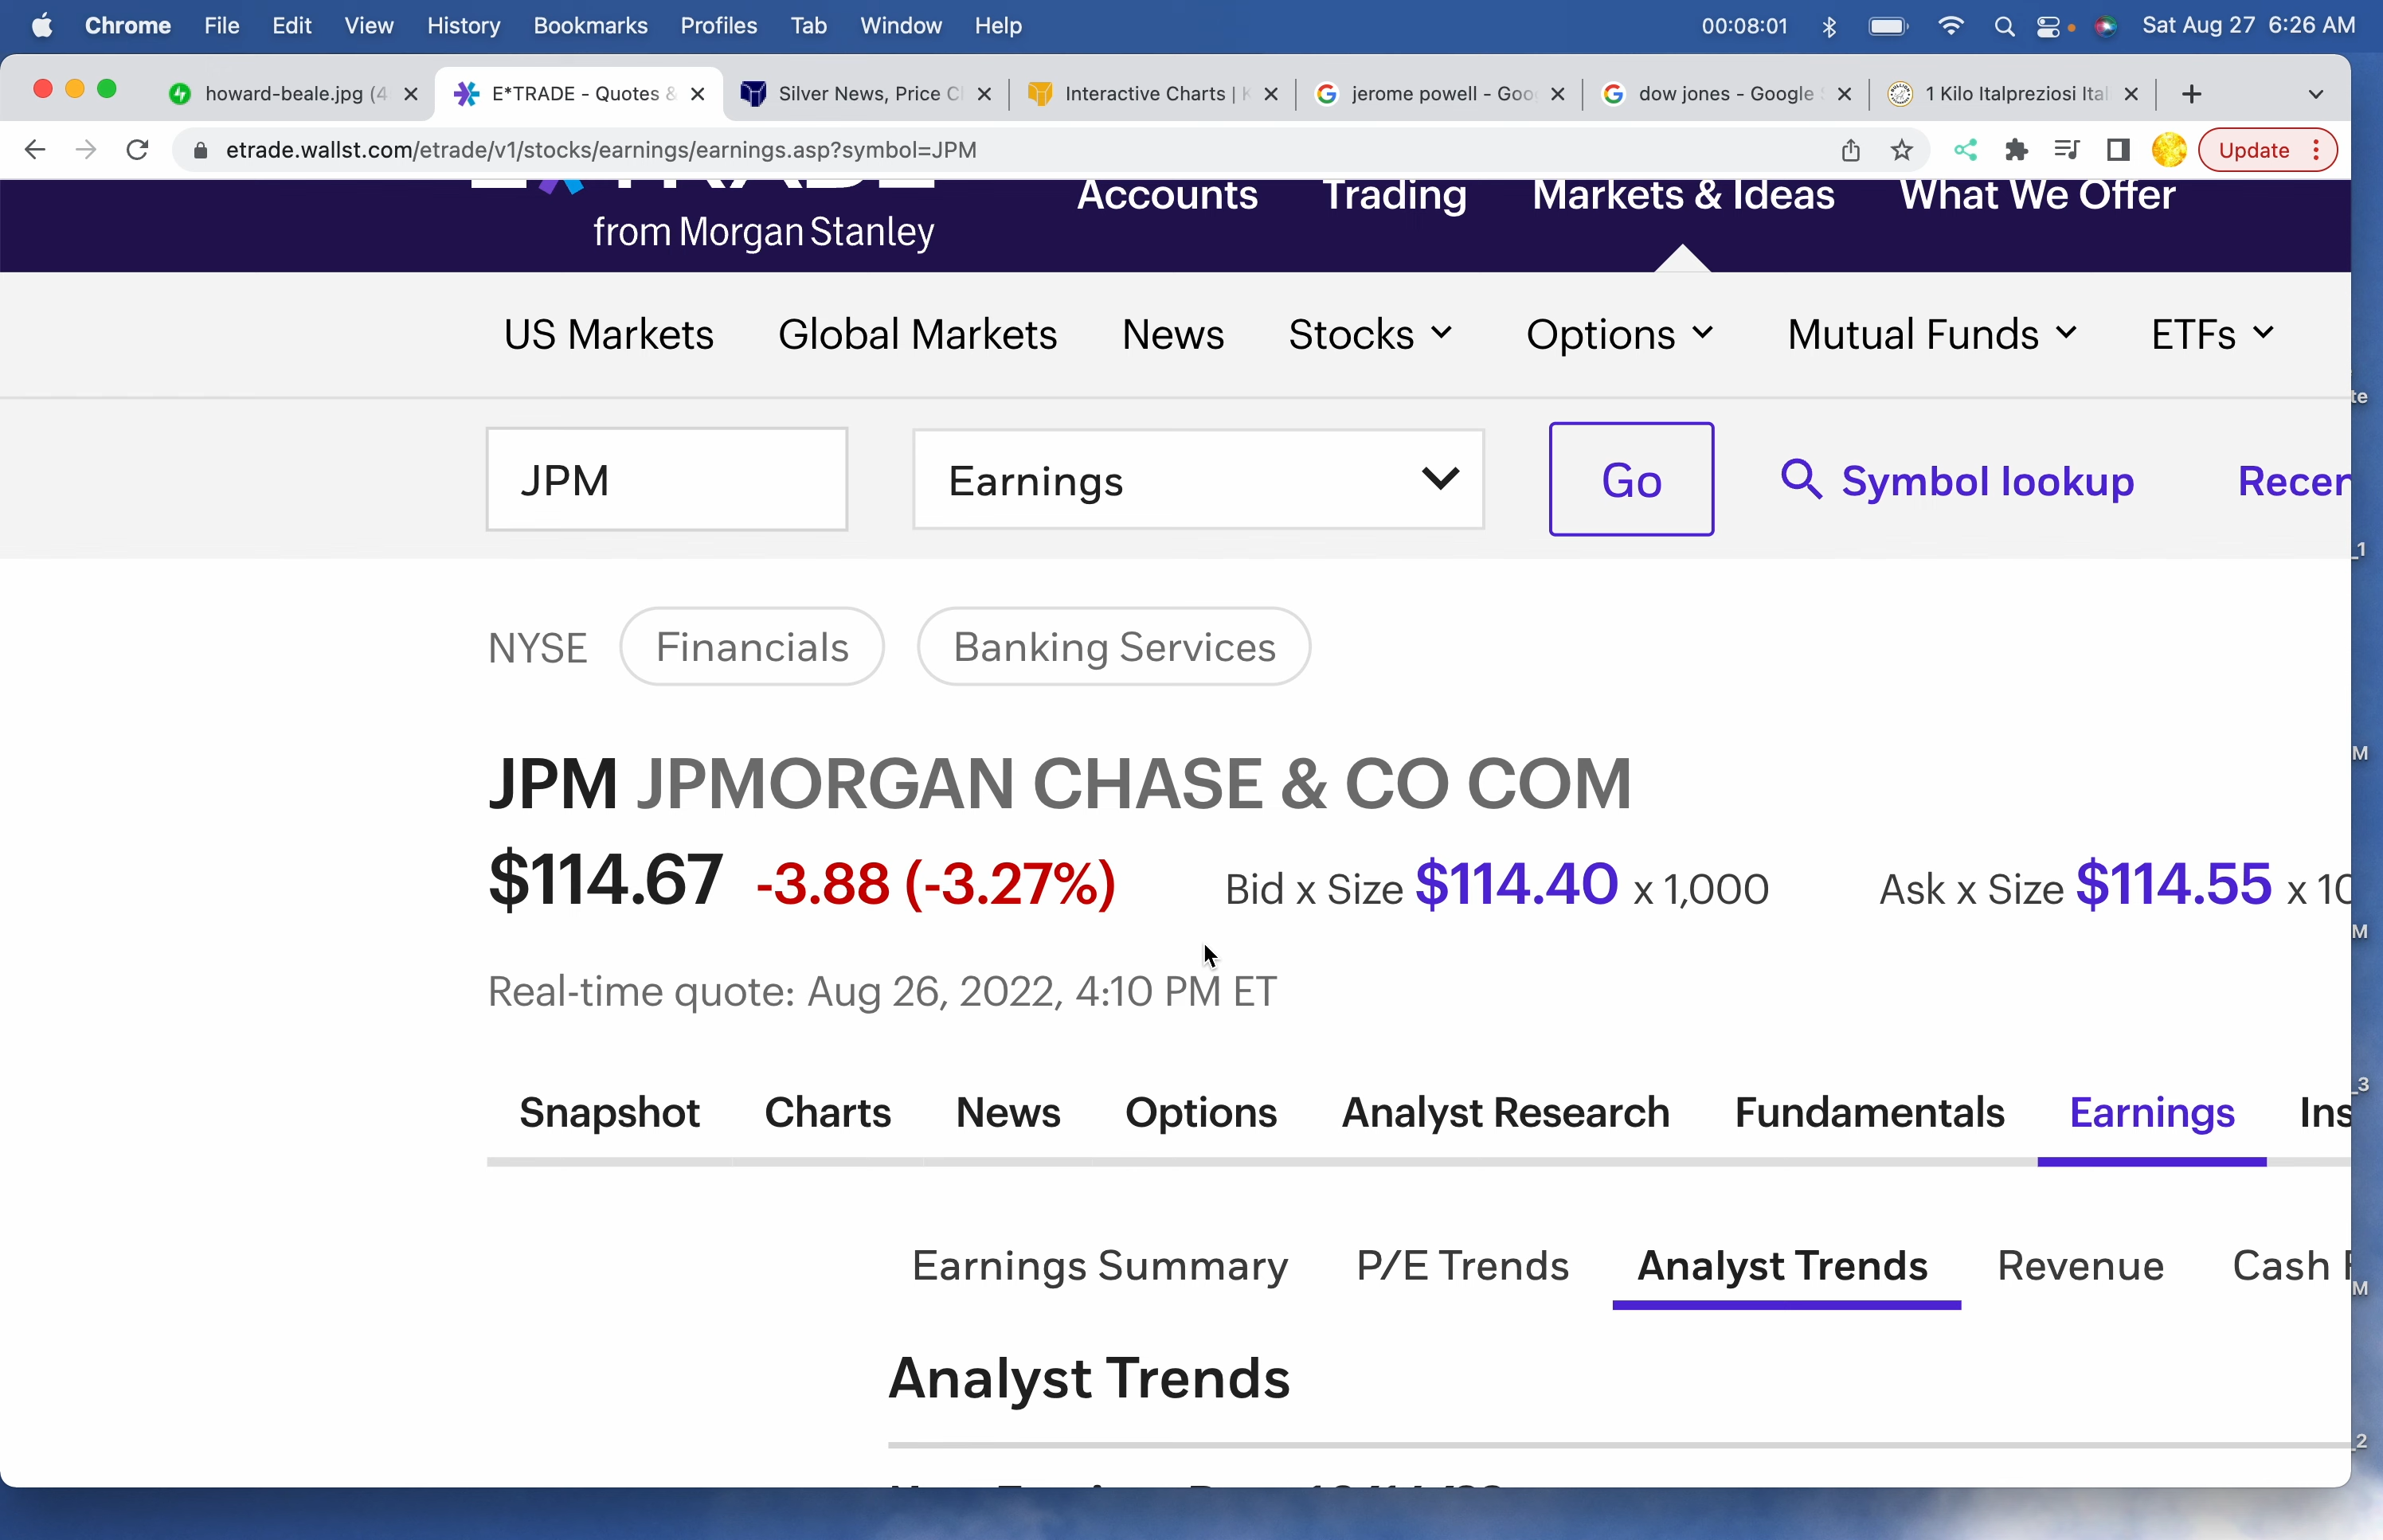 Chrome File Edit View History Bookmarks Profiles Tab Window Help 00:08:01 Sat Aug 27 6:26 AM
howard-beale.jpg (4 E*TRADE - Quotes & Silver News, Price C Interactive Charts | K jerome powell - Goo dow jones - Google 1 Kilo Italpreziosi Ital
etrade.wallst.com/etrade/v1/stocks/earnings/earnings.asp?symbol=JPM Update
Accounts Trading Markets & Ideas What We Offer
from Morgan Stanley
US Markets Global Markets News Stocks Options Mutual Funds ETFs
te
JPM Earnings Go Symbol lookup Recen
_1
NYSE Financials Banking Services
M
JPM JPMORGAN CHASE & CO COM
$114.67 -3.88 (-3.27%) Bid x Size $114.40 x 1,000 Ask x Size $114.55 x 10
M
Real-time quote: Aug 26, 2022, 4:10 PM ET
_3
Snapshot Charts News Options Analyst Research Fundamentals Earnings Ins
Earnings Summary P/E Trends Analyst Trends Revenue Cash F
M
Analyst Trends
_2